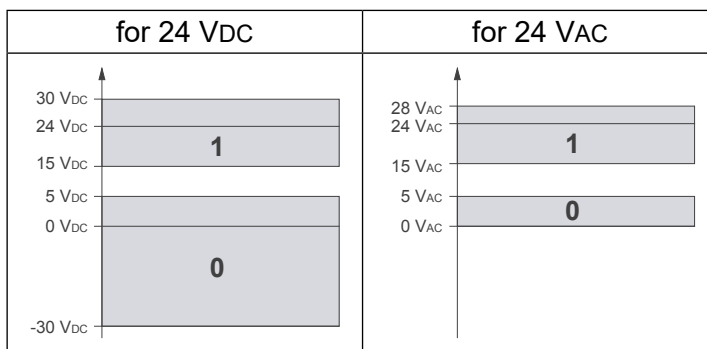 for 24 VDC
for 24 VAC
30 VDC
24 VDC
1
15 VDC
5 VDC
0 VDC
0
-30 VDC
28 VAC
24 VAC
1
15 VAC
5 VAC
0
0 VAC